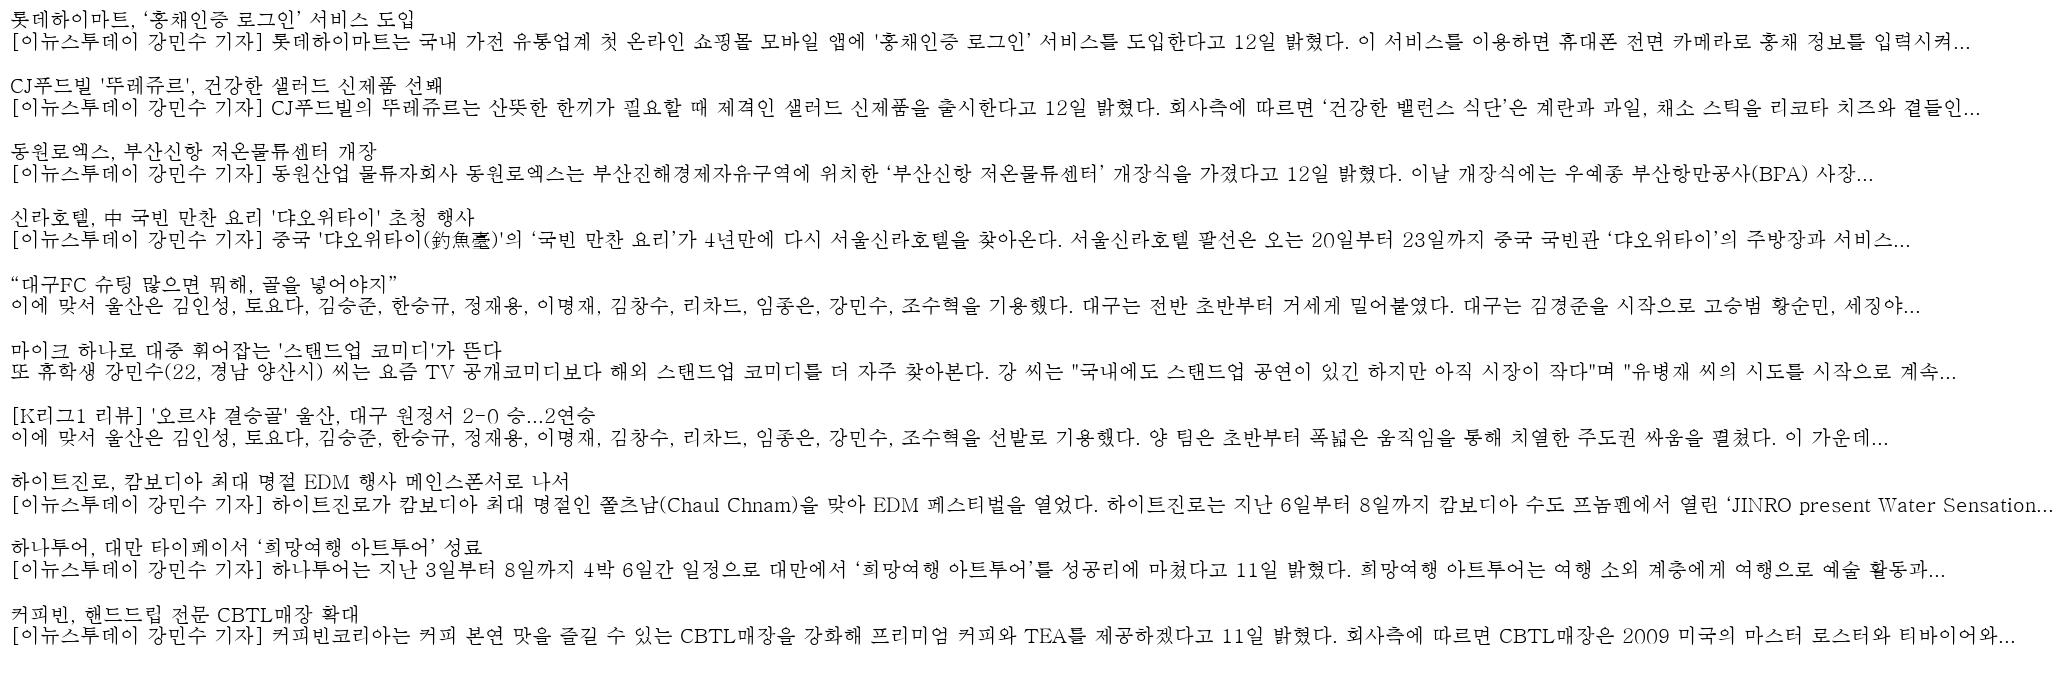 롯데하이마트, ‘홍채인증 로그인’ 서비스 도입
[이뉴스투데이 강민수 기자] 롯데하이마트는 국내 가전 유통업계 첫 온라인 쇼핑몰 모바일 앱에 '홍채인증 로그인’ 서비스를 도입한다고 12일 밝혔다. 이 서비스를 이용하면 휴대폰 전면 카메라로 홍채 정보를 입력시켜...
CJ푸드빌 '뚜레쥬르', 건강한 샐러드 신제품 선봬
[이뉴스투데이 강민수 기자] CJ푸드빌의 뚜레쥬르는 산뜻한 한끼가 필요할 때 제격인 샐러드 신제품을 출시한다고 12일 밝혔다. 회사측에 따르면 ‘건강한 밸런스 식단’은 계란과 과일, 채소 스틱을 리코타 치즈와 곁들인...
동원로엑스, 부산신항 저온물류센터 개장
[이뉴스투데이 강민수 기자] 동원산업 물류자회사 동원로엑스는 부산진해경제자유구역에 위치한 ‘부산신항 저온물류센터’ 개장식을 가졌다고 12일 밝혔다. 이날 개장식에는 우예종 부산항만공사(BPA) 사장...
신라호텔, 中 국빈 만찬 요리 '댜오위타이' 초청 행사
[이뉴스투데이 강민수 기자] 중국 '댜오위타이(釣魚臺)'의 ‘국빈 만찬 요리’가 4년만에 다시 서울신라호텔을 찾아온다. 서울신라호텔 팔선은 오는 20일부터 23일까지 중국 국빈관 ‘댜오위타이’의 주방장과 서비스...
“대구FC 슈팅 많으면 뭐해, 골을 넣어야지”
이에 맞서 울산은 김인성, 토요다, 김승준, 한승규, 정재용, 이명재, 김창수, 리차드, 임종은, 강민수, 조수혁을 기용했다. 대구는 전반 초반부터 거세게 밀어붙였다. 대구는 김경준을 시작으로 고승범 황순민, 세징야...
마이크 하나로 대중 휘어잡는 '스탠드업 코미디'가 뜬다
또 휴학생 강민수(22, 경남 양산시) 씨는 요즘 TV 공개코미디보다 해외 스탠드업 코미디를 더 자주 찾아본다. 강 씨는 "국내에도 스탠드업 공연이 있긴 하지만 아직 시장이 작다"며 "유병재 씨의 시도를 시작으로 계속...
[K리그1 리뷰] '오르샤 결승골' 울산, 대구 원정서 2-0 승...2연승
이에 맞서 울산은 김인성, 토요다, 김승준, 한승규, 정재용, 이명재, 김창수, 리차드, 임종은, 강민수, 조수혁을 선발로 기용했다. 양 팀은 초반부터 폭넓은 움직임을 통해 치열한 주도권 싸움을 펼쳤다. 이 가운데...
하이트진로, 캄보디아 최대 명절 EDM 행사 메인스폰서로 나서
[이뉴스투데이 강민수 기자] 하이트진로가 캄보디아 최대 명절인 쫄츠남(Chaul Chnam)을 맞아 EDM 페스티벌을 열었다. 하이트진로는 지난 6일부터 8일까지 캄보디아 수도 프놈펜에서 열린 ‘JINRO present Water Sensation...
하나투어, 대만 타이페이서 ‘희망여행 아트투어’ 성료
[이뉴스투데이 강민수 기자] 하나투어는 지난 3일부터 8일까지 4박 6일간 일정으로 대만에서 ‘희망여행 아트투어’를 성공리에 마쳤다고 11일 밝혔다. 희망여행 아트투어는 여행 소외 계층에게 여행으로 예술 활동과...
커피빈, 핸드드립 전문 CBTL매장 확대
[이뉴스투데이 강민수 기자] 커피빈코리아는 커피 본연 맛을 즐길 수 있는 CBTL매장을 강화해 프리미엄 커피와 TEA를 제공하겠다고 11일 밝혔다. 회사측에 따르면 CBTL매장은 2009 미국의 마스터 로스터와 티바이어와...